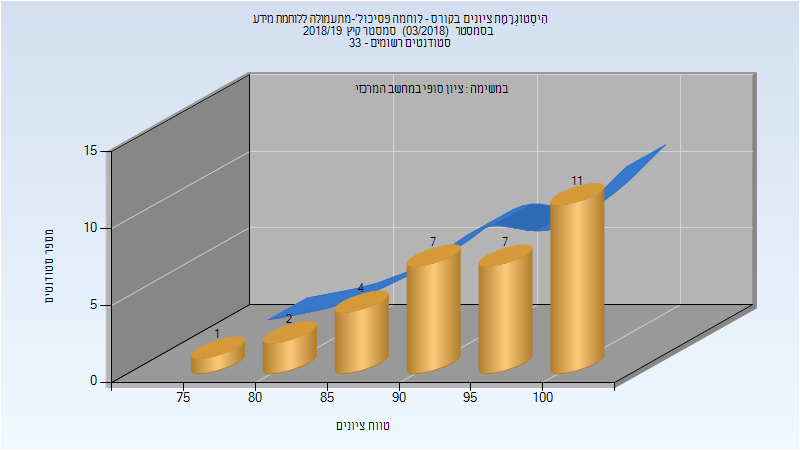 הִיסְטוֹגְרָמַת ציונים בקורס - לוחמה פסיכול'-מתעמולה ללוחמת מידע
בסמסטר (03/2018) סמסטר קיץ 2018/19
סטודנטים רשומים - 33
במשימה : ציון סופי במחשב המרכזי
מספר סטודנטים
15
10
5
0
1
2
4
7
7
11
75
80
85
90
95
100
טווח ציונים